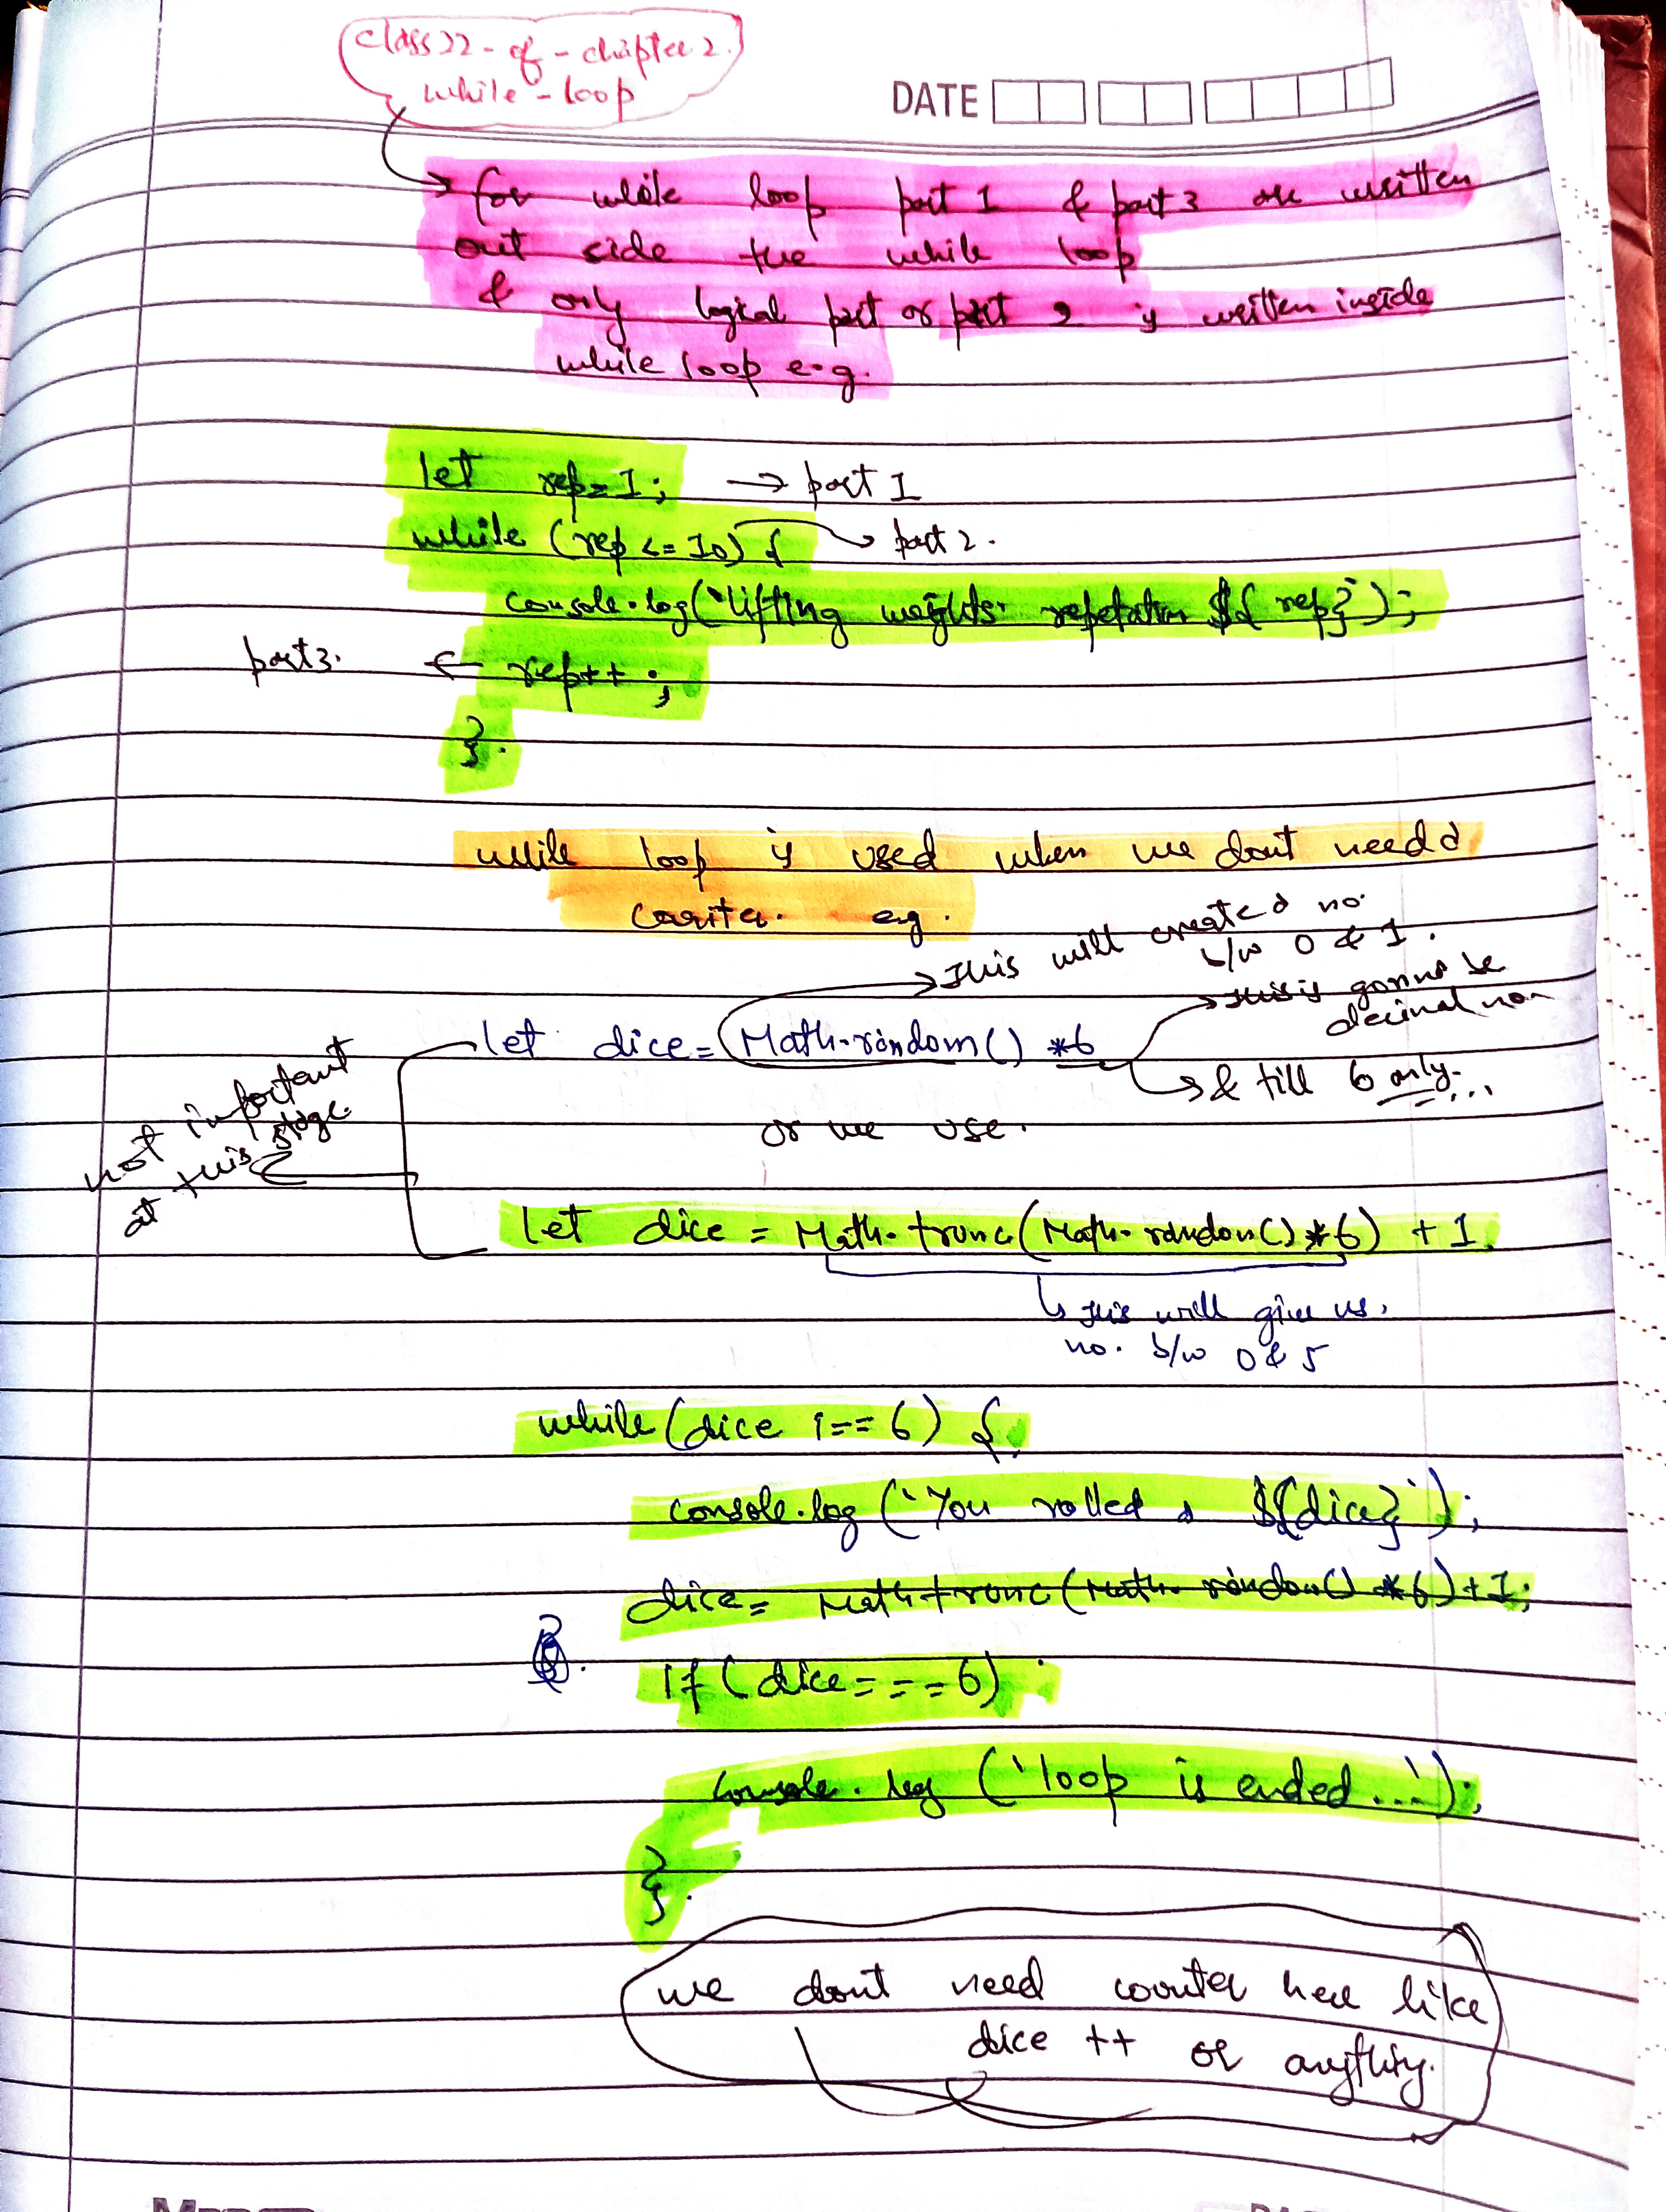 class 22 - of - chapter 2.
while - loop
DATE
→ for while loop part 1 & part 3 are written
out side the while loop
& only logical part or part 2 is written inside
while loop e.g.
let rep = 1; → part 1
while (rep <= 10) { → part 2.
console.log(`lifting weights. repetation ${ rep}`);
part 3. ← rep++ ;
}.
while loop is used when we dont need a
e.g.
→ This will create a no.
b/w 0 & 1.
→ this is gonna be
decimal no
let dice = Math.random() *6
→ & till 6 only....
or we use.
not important
at this stage
let dice = Math.trunc(Math.random() *6) + 1.
↳ this will give us.
no. b/w 0 & 5
while (dice !== 6) {
console.log (`You rolled a ${dice}`);
dice = Math.trunc(Math.random() *6) + 1;
if (dice === 6)
console.log (`loop is ended ...`);
}.
we dont need counter here like
dice ++ or anything.